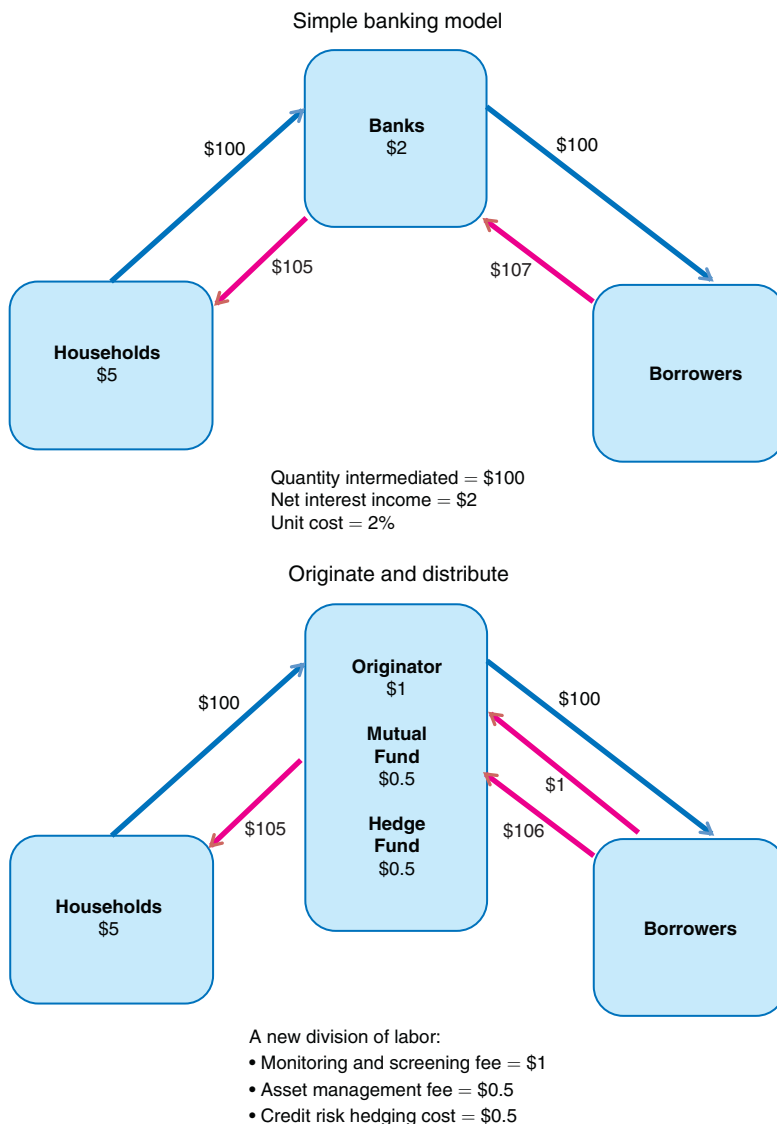 Simple banking model
Banks
$2
$100
$100
$105
$107
Households
$5
Borrowers
Quantity intermediated = $100
Net interest income = $2
Unit cost = 2%
Originate and distribute
Originator
$1
Mutual
Fund
$0.5
Hedge
Fund
$0.5
$100
$100
$1
$105
$106
Households
$5
Borrowers
A new division of labor:
• Monitoring and screening fee = $1
• Asset management fee = $0.5
• Credit risk hedging cost = $0.5